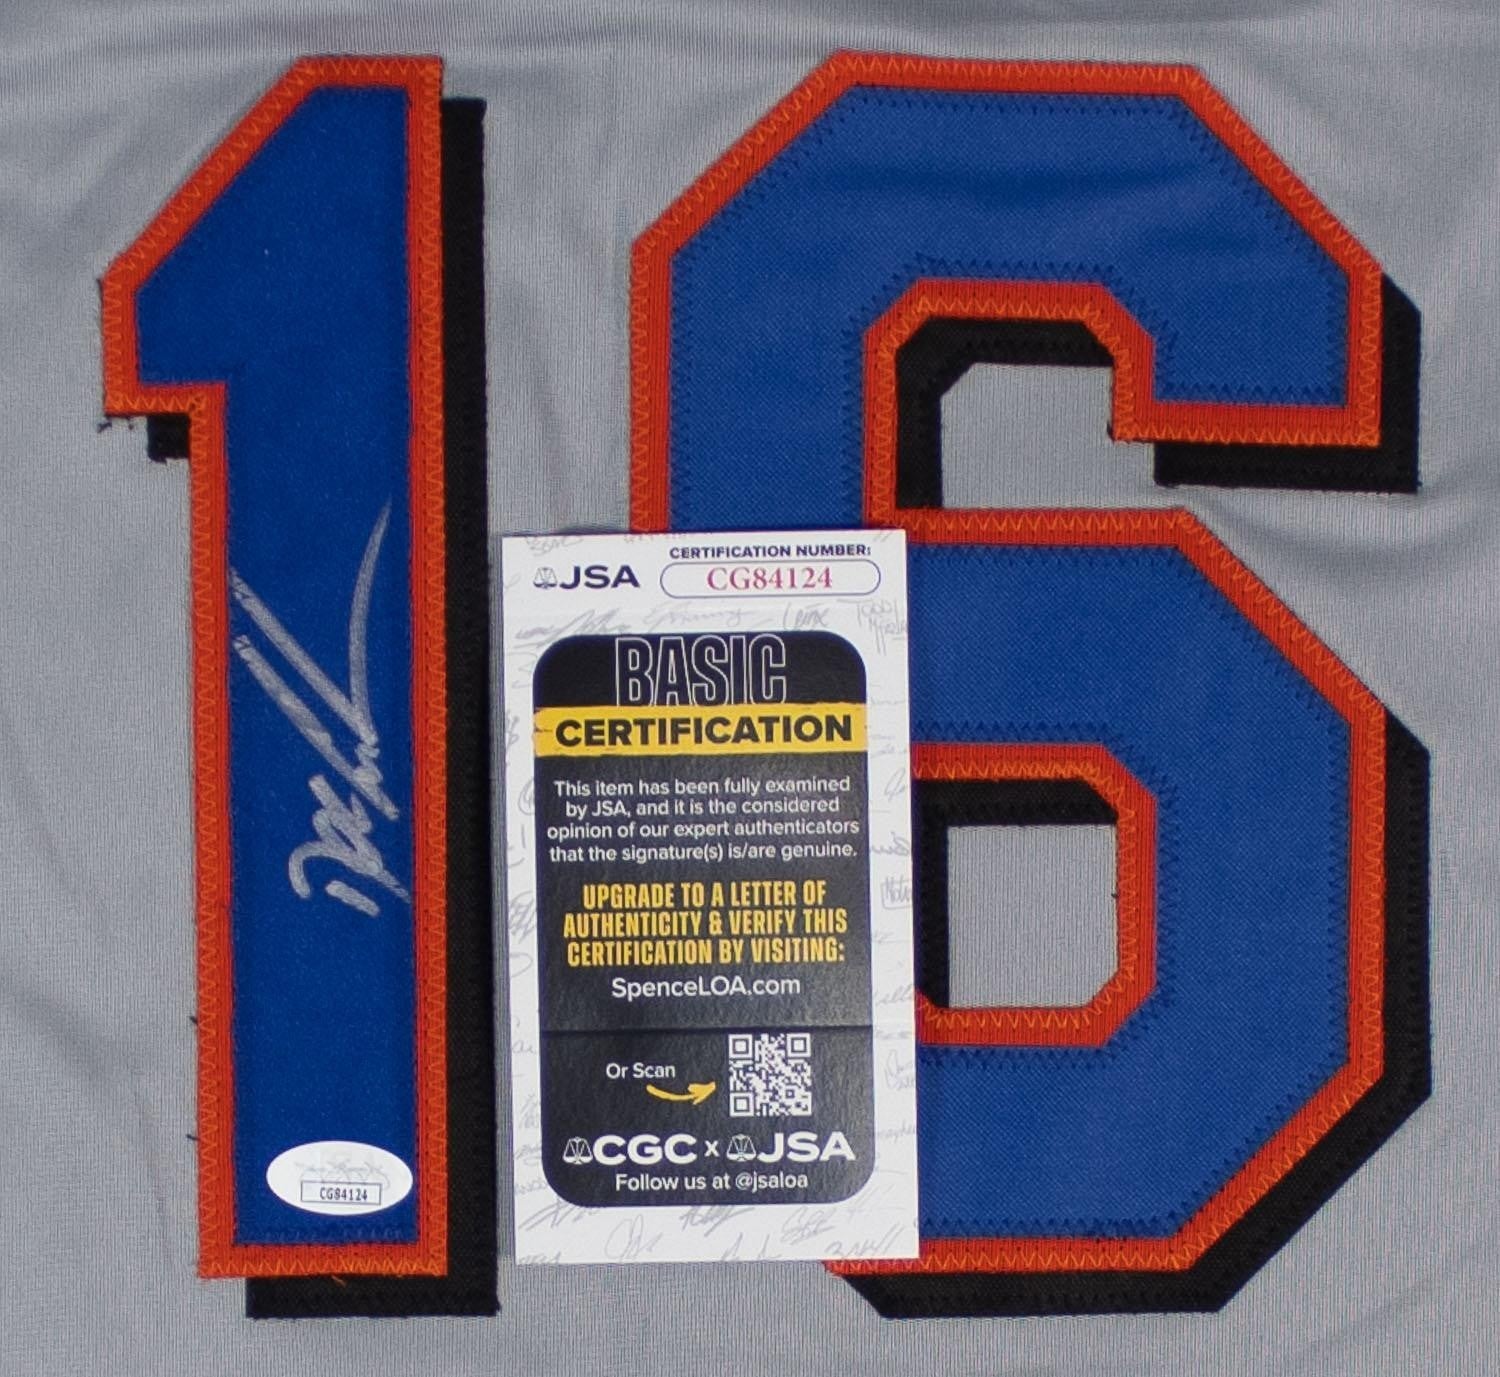 16
JSA
CERTIFICATION NUMBER:
CG84124
BASIC
CERTIFICATION
This item has been fully examined
by JSA, and it is the considered
opinion of our expert authenticators
that the signature(s) is/are genuine.
UPGRADE TO A LETTER OF
AUTHENTICITY & VERIFY THIS
CERTIFICATION BY VISITING:
SpenceLOA.com
Or Scan
CGC x JSA
Follow us at @jsaloa
CG84124